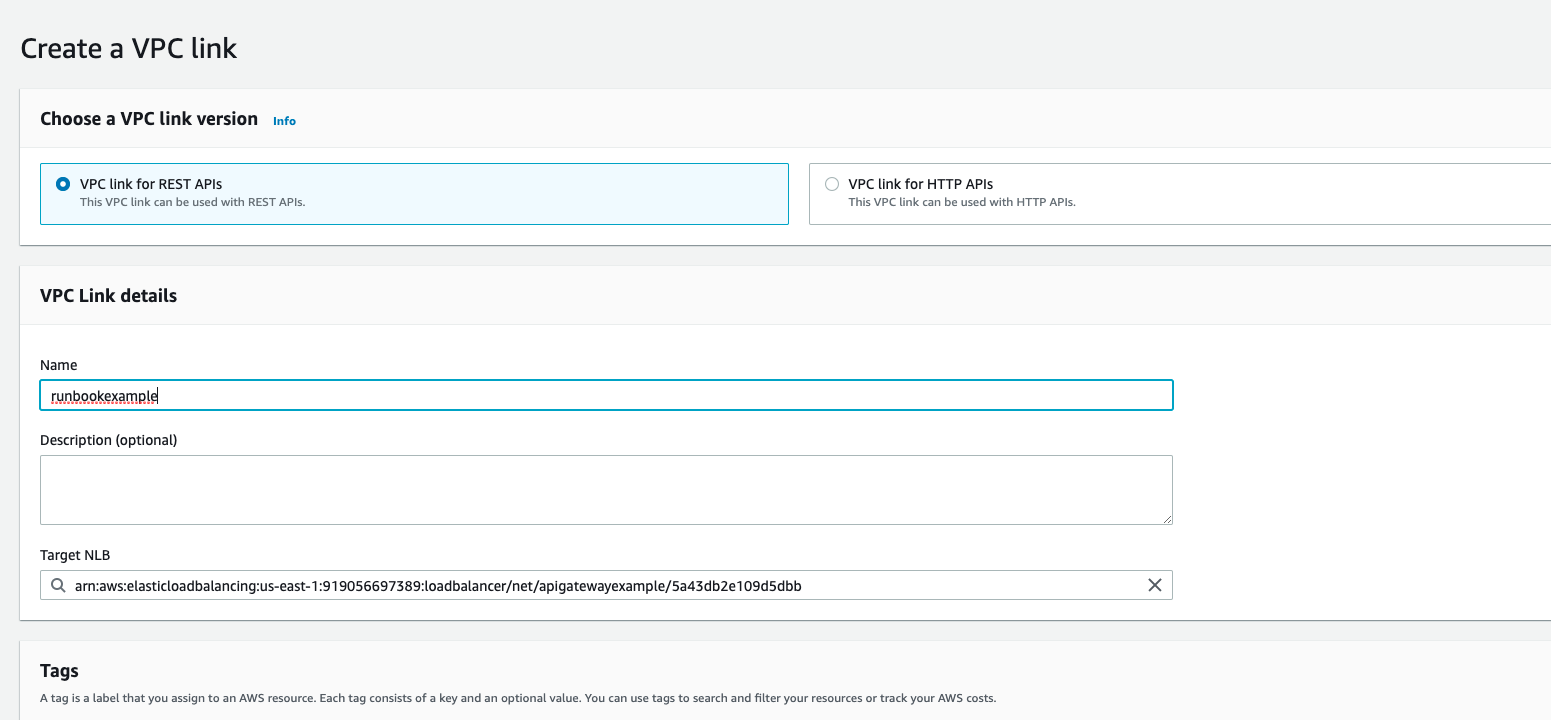 Create a VPC link
Choose a VPC link version Info
VPC link for REST APIs
This VPC link can be used with REST APIs.
VPC link for HTTP APIs
This VPC link can be used with HTTP APIs.
VPC Link details
Name
runbookexample
Description (optional)
Target NLB
arn:aws:elasticloadbalancing:us-east-1:919056697389:loadbalancer/net/apigatewayexample/5a43db2e109d5dbb
Tags
A tag is a label that you assign to an AWS resource. Each tag consists of a key and an optional value. You can use tags to search and filter your resources or track your AWS costs.